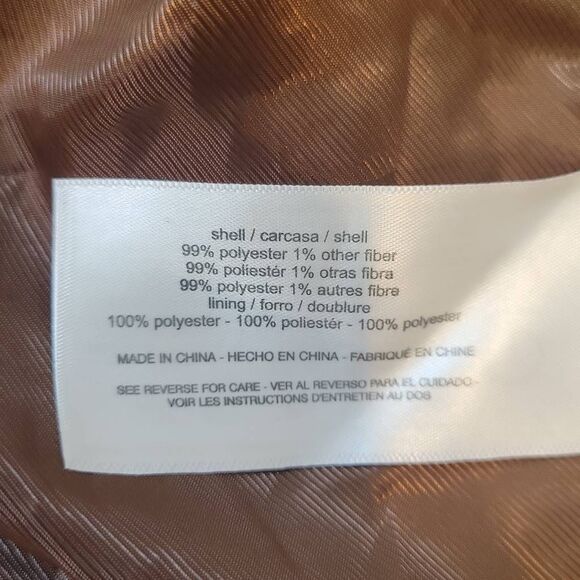 shell / carcasa / shell
99% polyester 1% other fiber
99% poliestér 1% otras fibra
99% polyester 1% autres fibre
lining / forro / doublure
100% polyester - 100% poliestér - 100% polyester
MADE IN CHINA - HECHO EN CHINA - FABRIQUÉ EN CHINE
SEE REVERSE FOR CARE - VER AL REVERSO PARA EL CUIDADO -
VOIR LES INSTRUCTIONS D'ENTRETIEN AU DOS